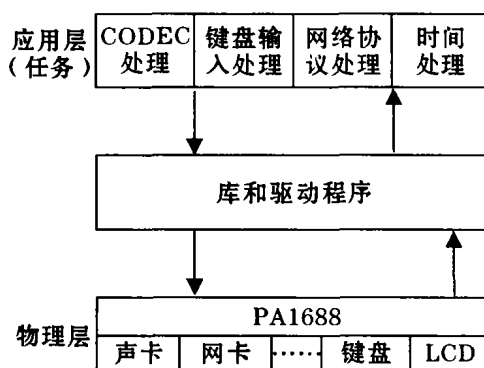 应用层
(任务)
CODEC
处理
键盘输
入处理
网络协
议处理
时间
处理
库和驱动程序
物理层
PA1688
声卡
网卡
……
键盘
LCD